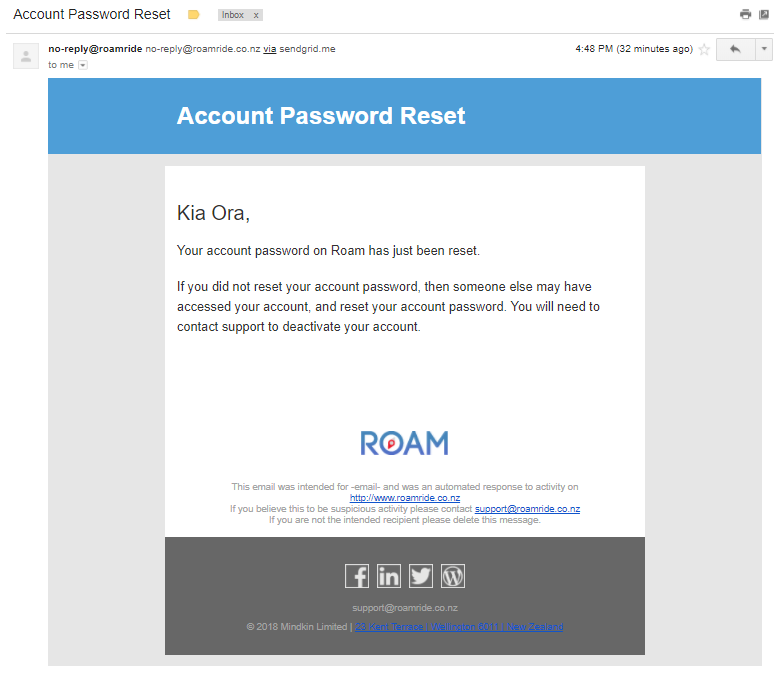 Account Password Reset
Inbox x
no-reply@roamride no-reply@roamride.co.nz via sendgrid.me
4:48 PM (32 minutes ago)
to me
Account Password Reset
Kia Ora,
Your account password on Roam has just been reset.
If you did not reset your account password, then someone else may have
accessed your account, and reset your account password. You will need to
contact support to deactivate your account.
ROAM
This email was intended for -email- and was an automated response to activity on
http://www.roamride.co.nz
If you believe this to be suspicious activity please contact support@roamride.co.nz
If you are not the intended recipient please delete this message.
support@roamride.co.nz
© 2018 Mindkin Limited | 23 Kent Terrace | Wellington 6011 | New Zealand